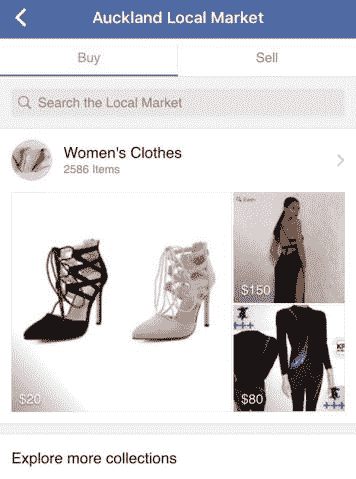 Auckland Local Market
Buy
Sell
Search the Local Market
Women's Clothes
2586 Items
$20
$150
$80
Explore more collections